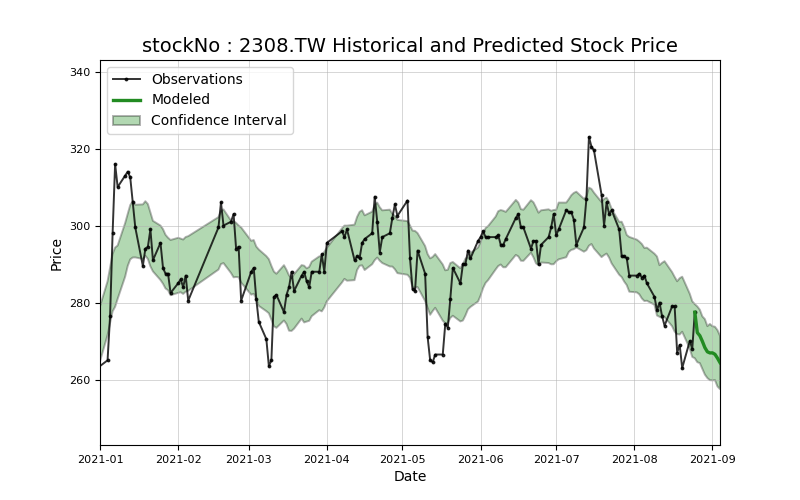 stockNo : 2308.TW Historical and Predicted Stock Price
Observations
Modeled
Confidence Interval
Price
340
320
300
280
260
2021-01 2021-02 2021-03 2021-04 2021-05 2021-06 2021-07 2021-08 2021-09
Date